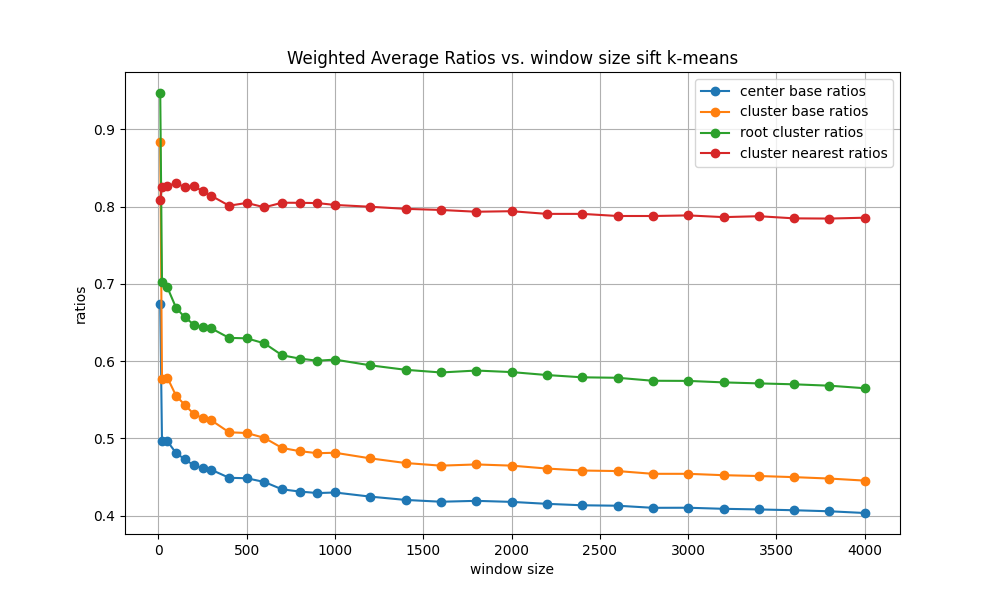 Weighted Average Ratios vs. window size sift k-means
center base ratios
cluster base ratios
root cluster ratios
cluster nearest ratios
ratios
0.9
0.8
0.7
0.6
0.5
0.4
0 500 1000 1500 2000 2500 3000 3500 4000
window size